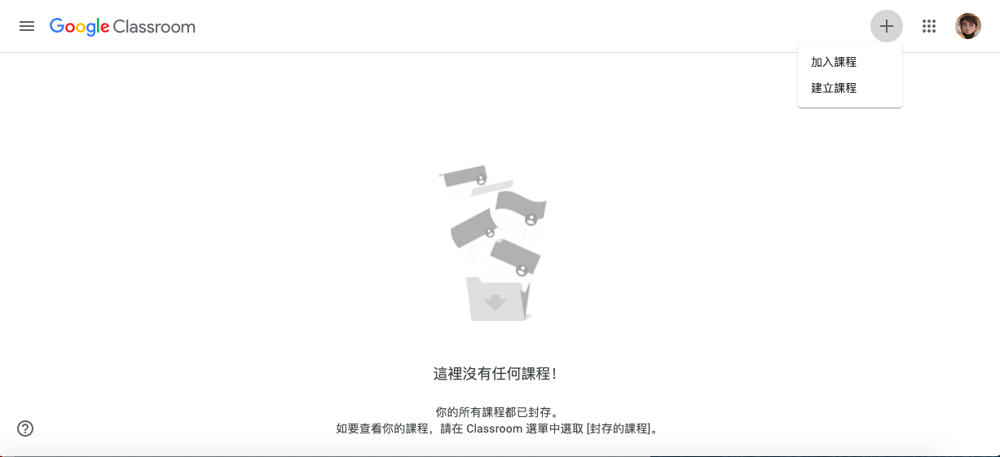 Google Classroom
加入課程
建立課程
這裡沒有任何課程！
你的所有課程都已封存。
如要查看你的課程，請在 Classroom 選單中選取 [封存的課程]。